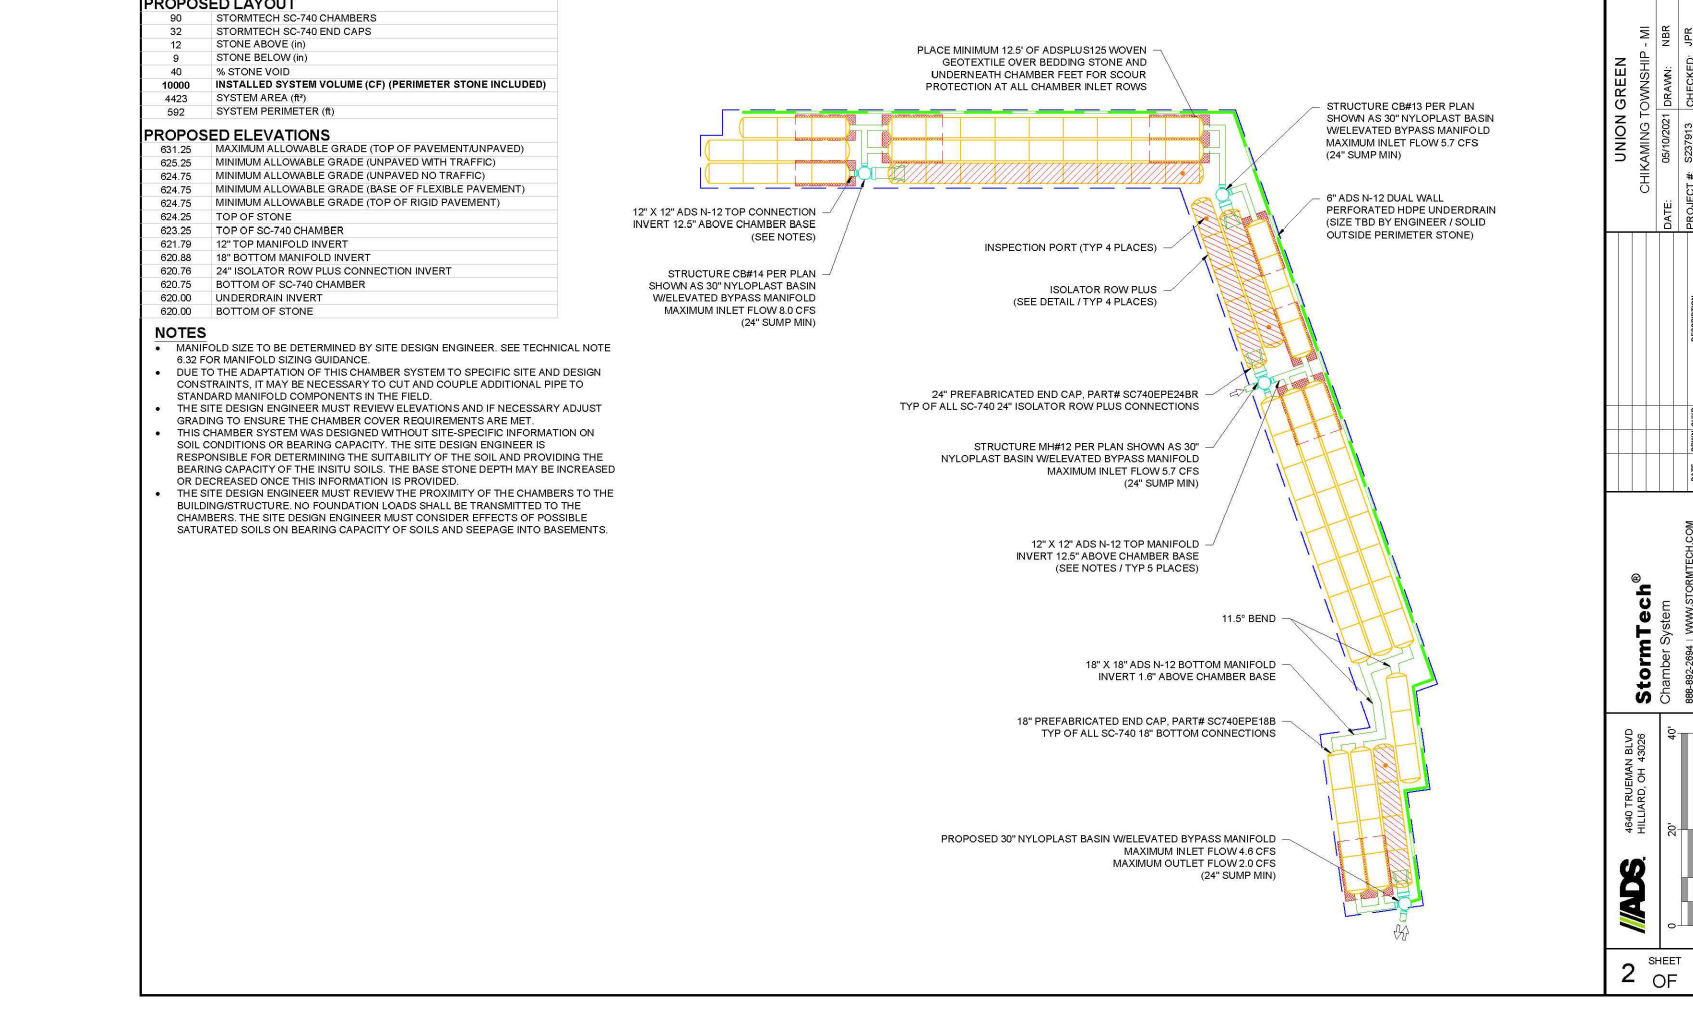 PROPOSED LAYOUT
90 STORMTECH SC-740 CHAMBERS
32 STORMTECH SC-740 END CAPS
12 STONE ABOVE (in)
9 STONE BELOW (in)
40 % STONE VOID
10000 INSTALLED SYSTEM VOLUME (CF) (PERIMETER STONE INCLUDED)
4423 SYSTEM AREA (ft²)
592 SYSTEM PERIMETER (ft)
PROPOSED ELEVATIONS
631.25 MAXIMUM ALLOWABLE GRADE (TOP OF PAVEMENT/UNPAVED)
625.25 MINIMUM ALLOWABLE GRADE (UNPAVED WITH TRAFFIC)
624.75 MINIMUM ALLOWABLE GRADE (UNPAVED NO TRAFFIC)
624.75 MINIMUM ALLOWABLE GRADE (BASE OF FLEXIBLE PAVEMENT)
624.75 MINIMUM ALLOWABLE GRADE (TOP OF RIGID PAVEMENT)
624.25 TOP OF STONE
623.25 TOP OF SC-740 CHAMBER
621.79 12" TOP MANIFOLD INVERT
620.88 18" BOTTOM MANIFOLD INVERT
620.76 24" ISOLATOR ROW PLUS CONNECTION INVERT
620.75 BOTTOM OF SC-740 CHAMBER
620.00 UNDERDRAIN INVERT
620.00 BOTTOM OF STONE
NOTES
• MANIFOLD SIZE TO BE DETERMINED BY SITE DESIGN ENGINEER. SEE TECHNICAL NOTE
6.32 FOR MANIFOLD SIZING GUIDANCE.
• DUE TO THE ADAPTATION OF THIS CHAMBER SYSTEM TO SPECIFIC SITE AND DESIGN
CONSTRAINTS, IT MAY BE NECESSARY TO CUT AND COUPLE ADDITIONAL PIPE TO
STANDARD MANIFOLD COMPONENTS IN THE FIELD.
• THE SITE DESIGN ENGINEER MUST REVIEW ELEVATIONS AND IF NECESSARY ADJUST
GRADING TO ENSURE THE CHAMBER COVER REQUIREMENTS ARE MET.
• THIS CHAMBER SYSTEM WAS DESIGNED WITHOUT SITE-SPECIFIC INFORMATION ON
SOIL CONDITIONS OR BEARING CAPACITY. THE SITE DESIGN ENGINEER IS
RESPONSIBLE FOR DETERMINING THE SUITABILITY OF THE SOIL AND PROVIDING THE
BEARING CAPACITY OF THE INSITU SOILS. THE BASE STONE DEPTH MAY BE INCREASED
OR DECREASED ONCE THIS INFORMATION IS PROVIDED.
• THE SITE DESIGN ENGINEER MUST REVIEW THE PROXIMITY OF THE CHAMBERS TO THE
BUILDING/STRUCTURE. NO FOUNDATION LOADS SHALL BE TRANSMITTED TO THE
CHAMBERS. THE SITE DESIGN ENGINEER MUST CONSIDER EFFECTS OF POSSIBLE
SATURATED SOILS ON BEARING CAPACITY OF SOILS AND SEEPAGE INTO BASEMENTS.
PLACE MINIMUM 12.5' OF ADSPLUS125 WOVEN
GEOTEXTILE OVER BEDDING STONE AND
UNDERNEATH CHAMBER FEET FOR SCOUR
PROTECTION AT ALL CHAMBER INLET ROWS
STRUCTURE CB#13 PER PLAN
SHOWN AS 30" NYLOPLAST BASIN
W/ELEVATED BYPASS MANIFOLD
MAXIMUM INLET FLOW 5.7 CFS
(24" SUMP MIN)
6" ADS N-12 DUAL WALL
PERFORATED HDPE UNDERDRAIN
(SIZE TBD BY ENGINEER / SOLID
OUTSIDE PERIMETER STONE)
12" X 12" ADS N-12 TOP CONNECTION
INVERT 12.5" ABOVE CHAMBER BASE
(SEE NOTES)
INSPECTION PORT (TYP 4 PLACES)
STRUCTURE CB#14 PER PLAN
SHOWN AS 30" NYLOPLAST BASIN
W/ELEVATED BYPASS MANIFOLD
MAXIMUM INLET FLOW 8.0 CFS
(24" SUMP MIN)
ISOLATOR ROW PLUS
(SEE DETAIL / TYP 4 PLACES)
24" PREFABRICATED END CAP, PART# SC740EPE24BR
TYP OF ALL SC-740 24" ISOLATOR ROW PLUS CONNECTIONS
STRUCTURE MH#12 PER PLAN SHOWN AS 30"
NYLOPLAST BASIN W/ELEVATED BYPASS MANIFOLD
MAXIMUM INLET FLOW 5.7 CFS
(24" SUMP MIN)
12" X 12" ADS N-12 TOP MANIFOLD
INVERT 12.5" ABOVE CHAMBER BASE
(SEE NOTES / TYP 5 PLACES)
11.5° BEND
18" X 18" ADS N-12 BOTTOM MANIFOLD
INVERT 1.6" ABOVE CHAMBER BASE
18" PREFABRICATED END CAP, PART# SC740EPE18B
TYP OF ALL SC-740 18" BOTTOM CONNECTIONS
PROPOSED 30" NYLOPLAST BASIN W/ELEVATED BYPASS MANIFOLD
MAXIMUM INLET FLOW 4.6 CFS
MAXIMUM OUTLET FLOW 2.0 CFS
(24" SUMP MIN)
UNION GREEN
CHIKAMING TOWNSHIP - MI
DATE: 05/10/2021 DRAWN: NBR
PROJECT #: S237913 CHECKED: JPR
StormTech®
Chamber System
888-892-2694 | WWW.STORMTECH.COM
4640 TRUEMAN BLVD
HILLIARD, OH 43026
ADS.
40'
20'
0
SHEET
2 OF